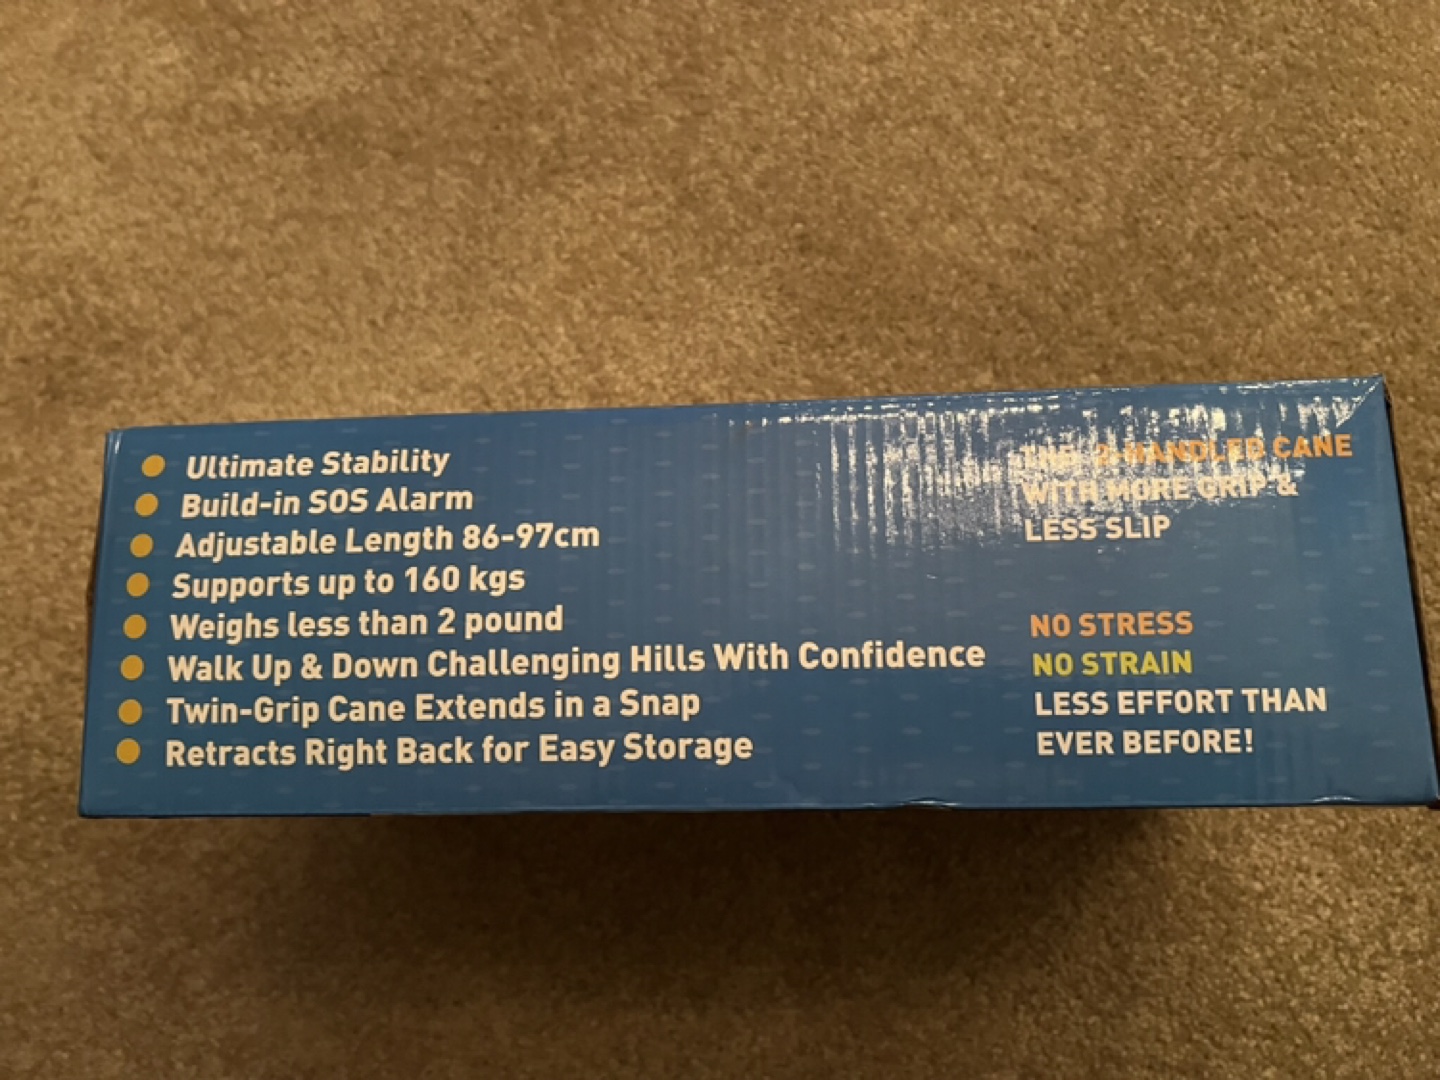 Ultimate Stability
Build-in SOS Alarm
Adjustable Length 86-97cm
Supports up to 160 kgs
Weighs less than 2 pound
Walk Up & Down Challenging Hills With Confidence
Twin-Grip Cane Extends in a Snap
Retracts Right Back for Easy Storage
THE 2-HANDLED CANE
WITH MORE GRIP &
LESS SLIP
NO STRESS
NO STRAIN
LESS EFFORT THAN
EVER BEFORE!